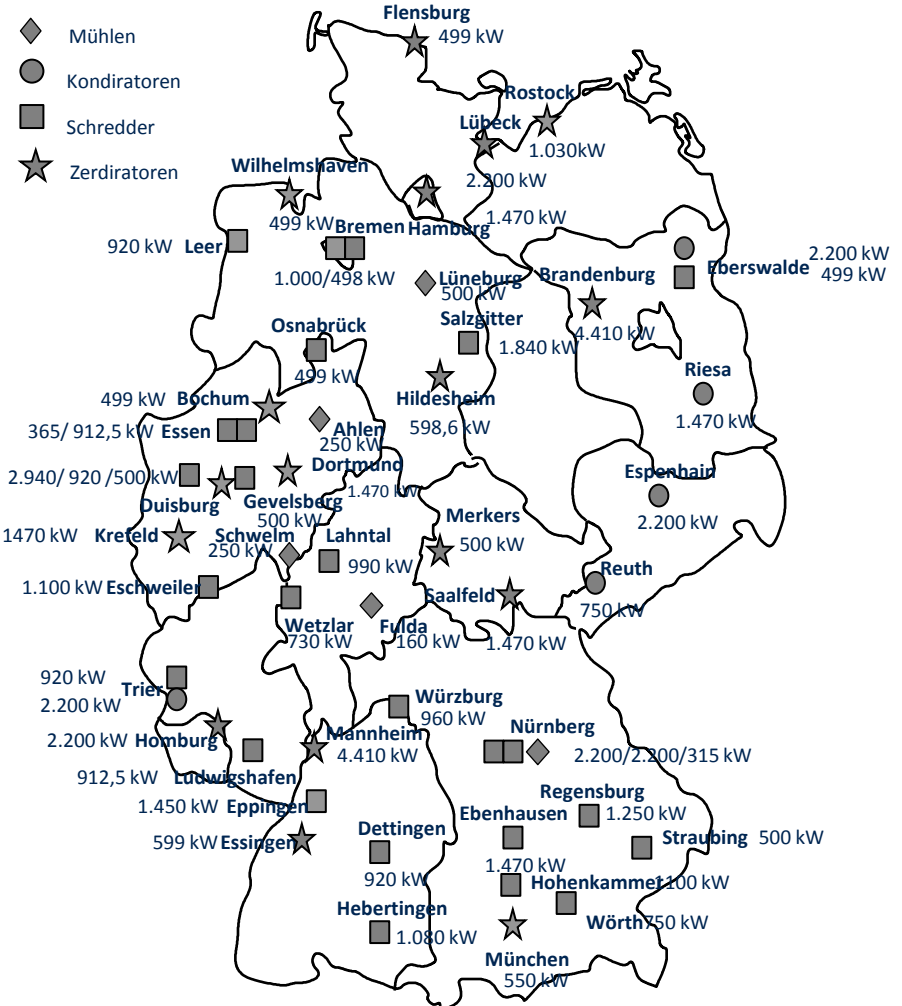 Flensburg
499 kW
Mühlen
Kondiratoren
Schredder
Zerdiratoren
Rostock
1.030kW
Lübeck
2.200 kW
Wilhelmshaven
499 kW
Hamburg
1.470 kW
Bremen
1.000/498 kW
920 kW Leer
Lüneburg
500 kW
Brandenburg
4.410 kW
Eberswalde
2.200 kW
499 kW
Salzgitter
1.840 kW
Osnabrück
499 kW
Hildesheim
598,6 kW
Riesa
1.470 kW
499 kW Bochum
365/ 912,5 kW Essen
Ahlen
250 kW
Dortmund
1.470 kW
2.940/ 920 /500 kW
Duisburg
Gevelsberg
500 kW
Espenhain
2.200 kW
1470 kW Krefeld
Schwelm
250 kW
Lahntal
990 kW
Merkers
500 kW
Reuth
750 kW
1.100 kW Eschweiler
Saalfeld
1.470 kW
Wetzlar
730 kW
Fulda
160 kW
920 kW
Trier
2.200 kW
Würzburg
960 kW
2.200 kW Homburg
Mannheim
4.410 kW
Nürnberg
2.200/2.200/315 kW
912,5 kW Ludwigshafen
1.450 kW Eppingen
Regensburg
1.250 kW
Ebenhausen
1.470 kW
599 kW Essingen
Dettingen
920 kW
Straubing 500 kW
Hohenkammer 1100 kW
Hebertingen
1.080 kW
Wörth 750 kW
München
550 kW